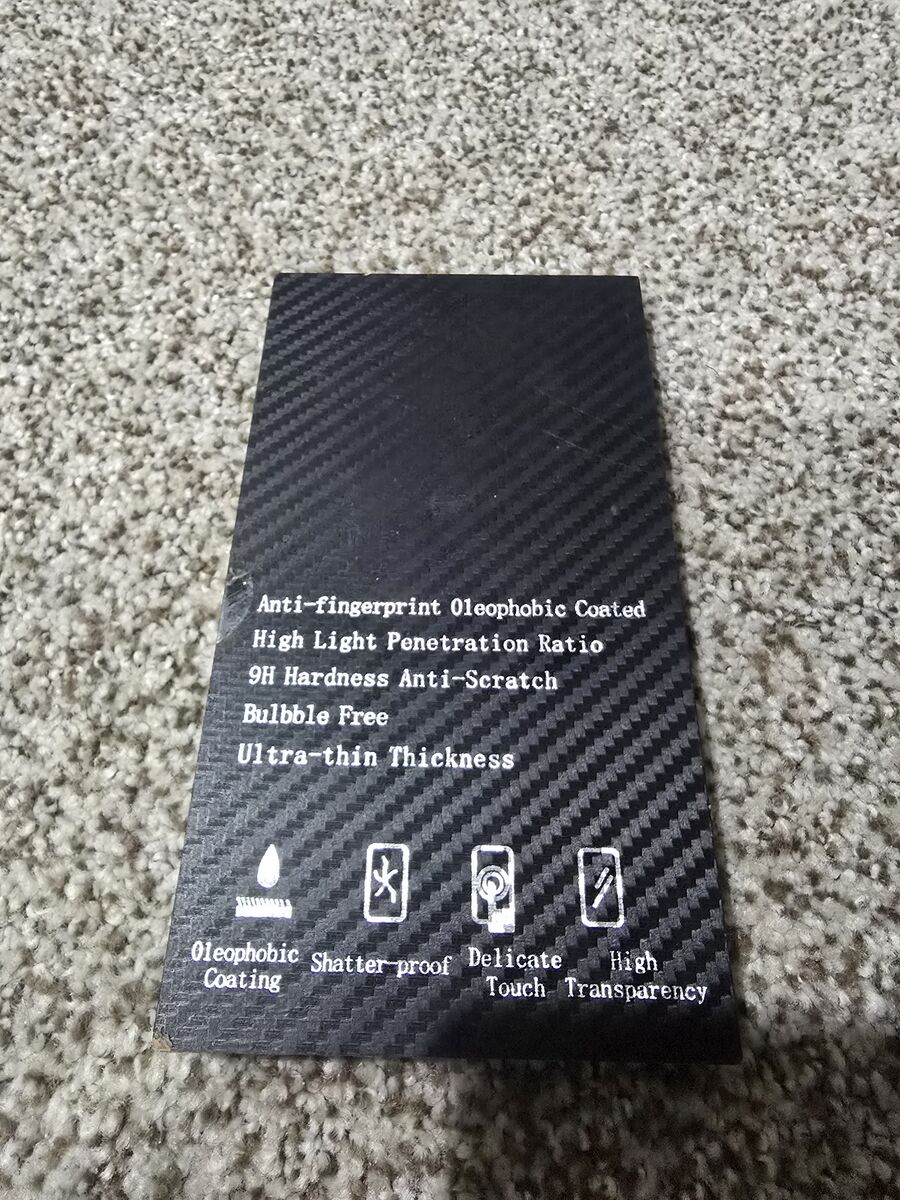 Anti-fingerprint Oleophobic Coated
High Light Penetration Ratio
9H Hardness Anti-Scratch
Bulbble Free
Ultra-thin Thickness
Oleophobic
Coating
Shatter-proof
Delicate
Touch
High
Transparency